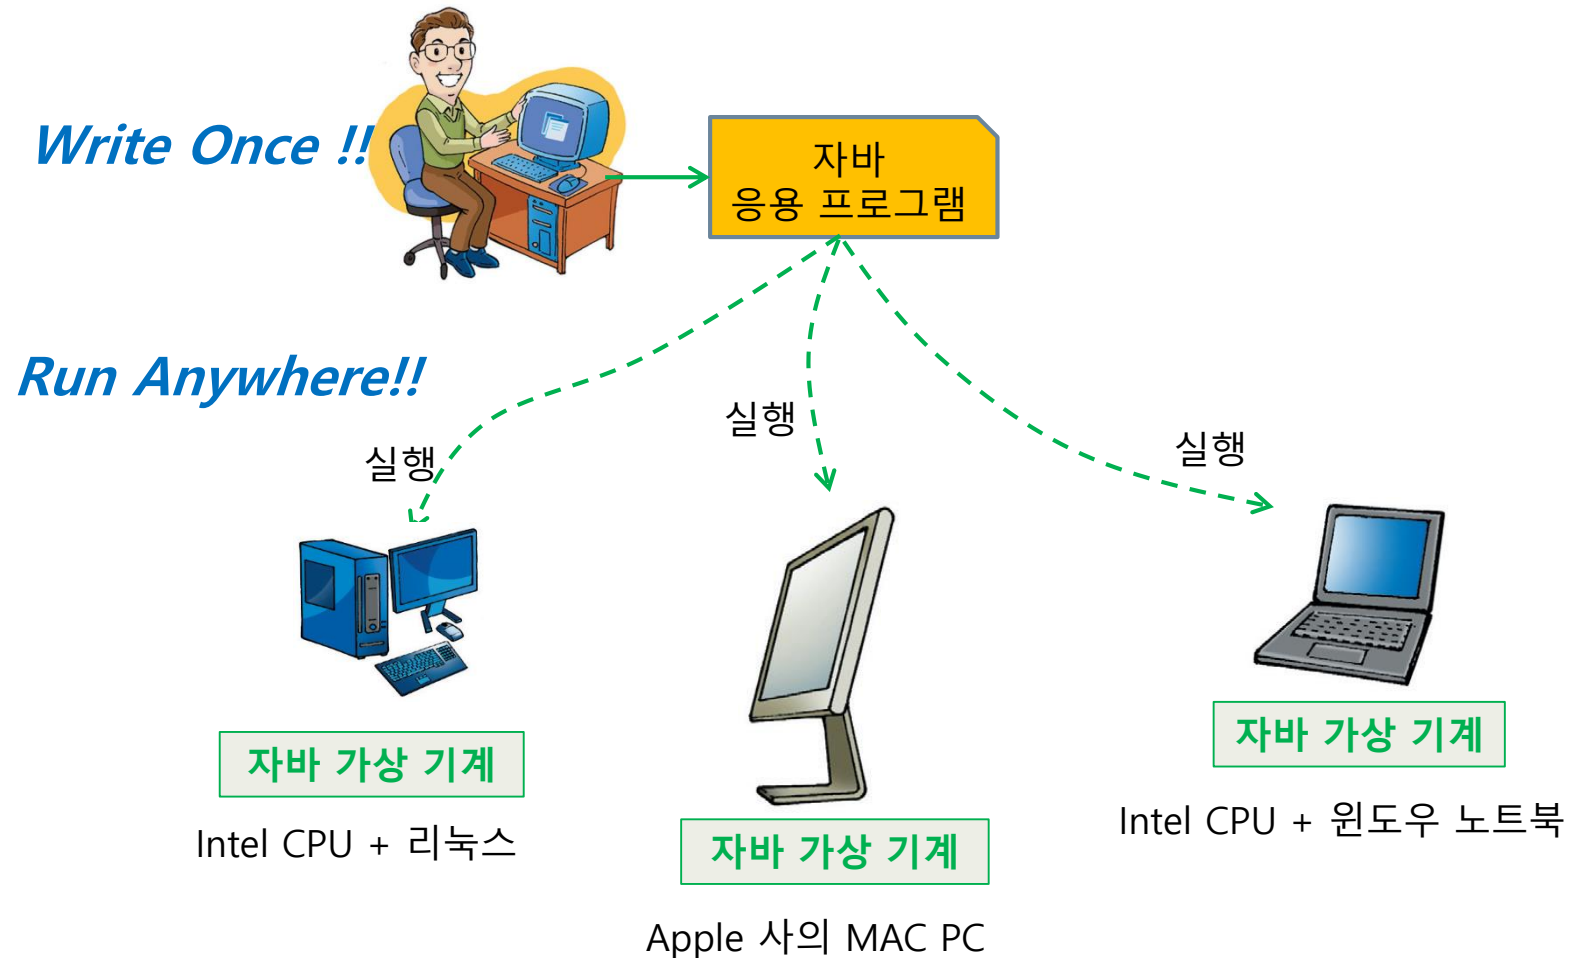 Write Once !!
자바
응용 프로그램
Run Anywhere!!
실행
실행
실행
자바 가상 기계
Intel CPU + 리눅스
자바 가상 기계
Apple 사의 MAC PC
자바 가상 기계
Intel CPU + 윈도우 노트북